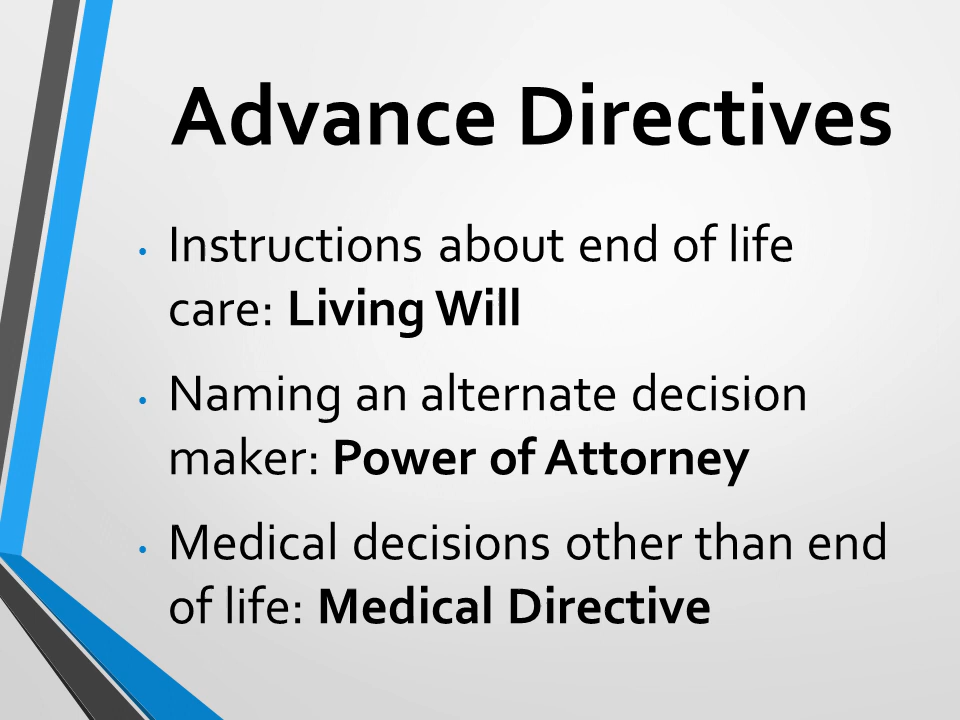 Advance Directives
• Instructions about end of life
care: Living Will
• Naming an alternate decision
maker: Power of Attorney
• Medical decisions other than end
of life: Medical Directive